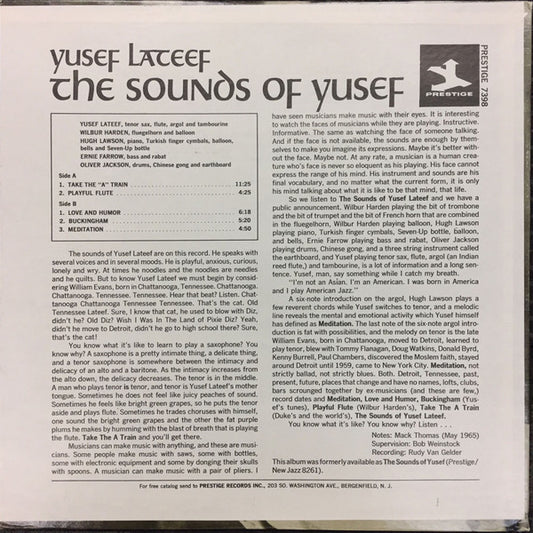 YUSEF LATEEF
THE SOUNDS OF YUSEF
PRESTIGE
PRESTIGE 7398
YUSEF LATEEF, tenor sax, flute, argol and tambourine
WILBUR HARDEN, fluegelhorn and balloon
HUGH LAWSON, piano, Turkish finger cymbals, balloon,
bells and Seven-Up bottle
ERNIE FARROW, bass and rabat
OLIVER JACKSON, drums, Chinese gong and earthboard
Side A
1. TAKE THE "A" TRAIN 11:25
2. PLAYFUL FLUTE 4:25
Side B
1. LOVE AND HUMOR 6:18
2. BUCKINGHAM 5:20
3. MEDITATION 4:50
The sounds of Yusef Lateef are on this record. He speaks with
several voices and in several moods. He is playful, anxious, curious,
lonely and wry. At times he noodles and the noodles are needles
and he quilts. But to know Yusef Lateef we must begin by consid-
ering William Evans, born in Chattanooga, Tennessee. Chattanooga.
Chattanooga. Tennessee Tennessee. Hear that beat? Listen. Chat-
tanooga Chattanooga Tennessee Tennessee. That's the cat. Old
Tennessee Lateef. Sure, I know that cat, he used to blow with Diz,
didn't he? Old Diz? Wish I Was In The Land of Pixie Diz? Yeah,
didn't he move to Detroit, didn't he go to high school there? Sure,
that's the cat!
You know what it's like to learn to play a saxophone? You
know why? A saxophone is a pretty intimate thing, a delicate thing,
and a tenor saxophone is somewhere between the intimacy and
delicacy of an alto and a baritone. As the intimacy increases from
the alto down, the delicacy decreases. The tenor is in the middle.
A man who plays tenor is tenor, and tenor is Yusef Lateef's mother
tongue. Sometimes he does not feel like juicy peaches of sound.
Sometimes he feels like bright green grapes, so he puts the tenor
aside and plays flute. Sometimes he trades choruses with himself,
one sound the bright green grapes and the other the fat purple
plums he makes by humming with the blast of breath that is playing
the flute. Take The A Train and you'll get there.
Musicians can make music with anything, and these are musi-
cians. Some people make music with saws, some with bottles,
some with electronic equipment and some by donging their skulls
with spoons. A musician can make music with a pair of pliers. I
have seen musicians make music with their eyes. It is interesting
to watch the faces of musicians while they are playing. Instructive.
Informative. The same as watching the face of someone talking.
And if the face is not available, the sounds are enough by them-
selves to make you imagine its expressions. Maybe it's better with-
out the face. Maybe not. At any rate, a musician is a human crea-
ture who's face is never so eloquent as his playing. His face cannot
express the range of his mind. His instrument and sounds are his
final vocabulary, and no matter what the current form, it is only
his mind talking about what it is like to be that mind, that life.
So we listen to The Sounds of Yusef Lateef and we have a
public announcement. Wilbur Harden playing the bit of trombone
and the bit of trumpet and the bit of French horn that are combined
in the fluegelhorn, Wilbur Harden playing balloon, Hugh Lawson
playing piano, Turkish finger cymbals, Seven-Up bottle, balloon,
and bells, Ernie Farrow playing bass and rabat, Oliver Jackson
playing drums, Chinese gong, and a three string instrument called
the earthboard, and Yusef playing tenor sax, flute, argol (an Indian
reed flute,) and tambourine, is a lot of information and a long sen-
tence. Yusef, man, say something while I catch my breath.
"I'm not an Asian. I'm an American. I was born in America
and I play American Jazz."
A six-note introduction on the argol, Hugh Lawson plays a
few reverent chords while Yusef switches to tenor, and a melodic
line reveals the mental and emotional activity which Yusef himself
has defined as Meditation. The last note of the six-note argol intro-
duction is fat with possibilities, and the melody on tenor is the late
William Evans, born in Chattanooga, moved to Detroit, learned to
play tenor, blew with Tommy Flanagan, Doug Watkins, Donald Byrd,
Kenny Burrell, Paul Chambers, discovered the Moslem faith, stayed
around Detroit until 1959, came to New York City. Meditation, not
strictly ballad, not strictly blues. Both. Detroit, Tennessee, past,
present, future, places that change and have no names, lofts, clubs,
bars scrounged together by ex-musicians (and these are few,)
record dates and Meditation, Love and Humor, Buckingham (Yus-
ef's tunes), Playful Flute (Wilbur Harden's), Take The A Train
(Duke's and the world's), The Sounds of Yusef Lateef.
You know what it's like? You know why? Listen . . .
Notes: Mack Thomas (May 1965)
Supervision: Bob Weinstock
Recording: Rudy Van Gelder
This album was formerly available as The Sounds of Yusef (Prestige/
New Jazz 8261).
For free catalog send to PRESTIGE RECORDS INC., 203 SO. WASHINGTON AVE., BERGENFIELD, N. J.